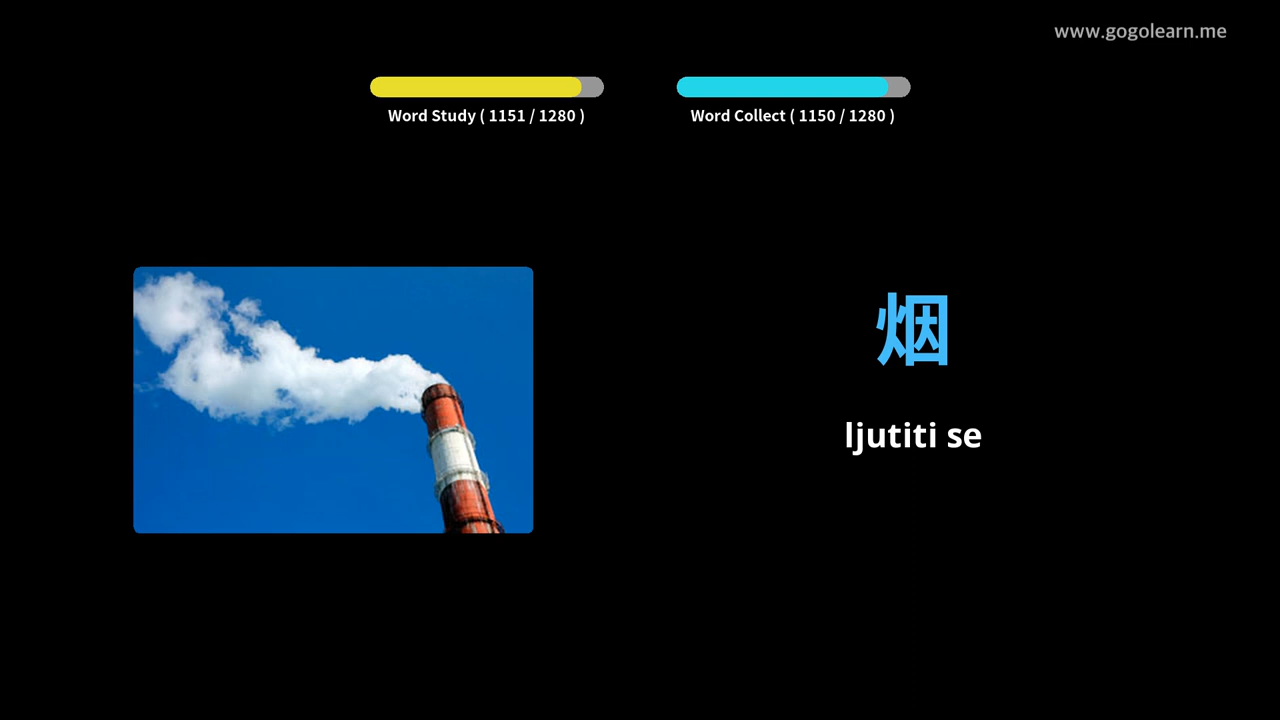 www.gogolearn.me
Word Study ( 1151 / 1280 )
Word Collect ( 1150 / 1280 )
烟
ljutiti se